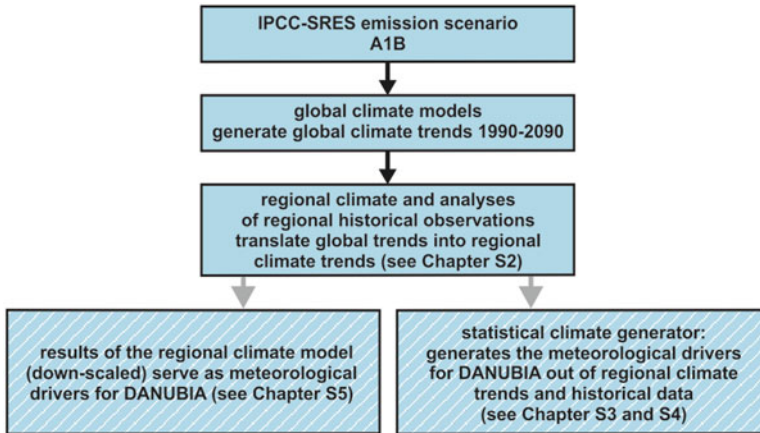 IPCC-SRES emission scenario
A1B
global climate models
generate global climate trends 1990-2090
regional climate and analyses
of regional historical observations
translate global trends into regional
climate trends (see Chapter S2)
results of the regional climate model
(down-scaled) serve as meteorological
drivers for DANUBIA (see Chapter S5)
statistical climate generator:
generates the meteorological drivers
for DANUBIA out of regional climate
trends and historical data
(see Chapter S3 and S4)